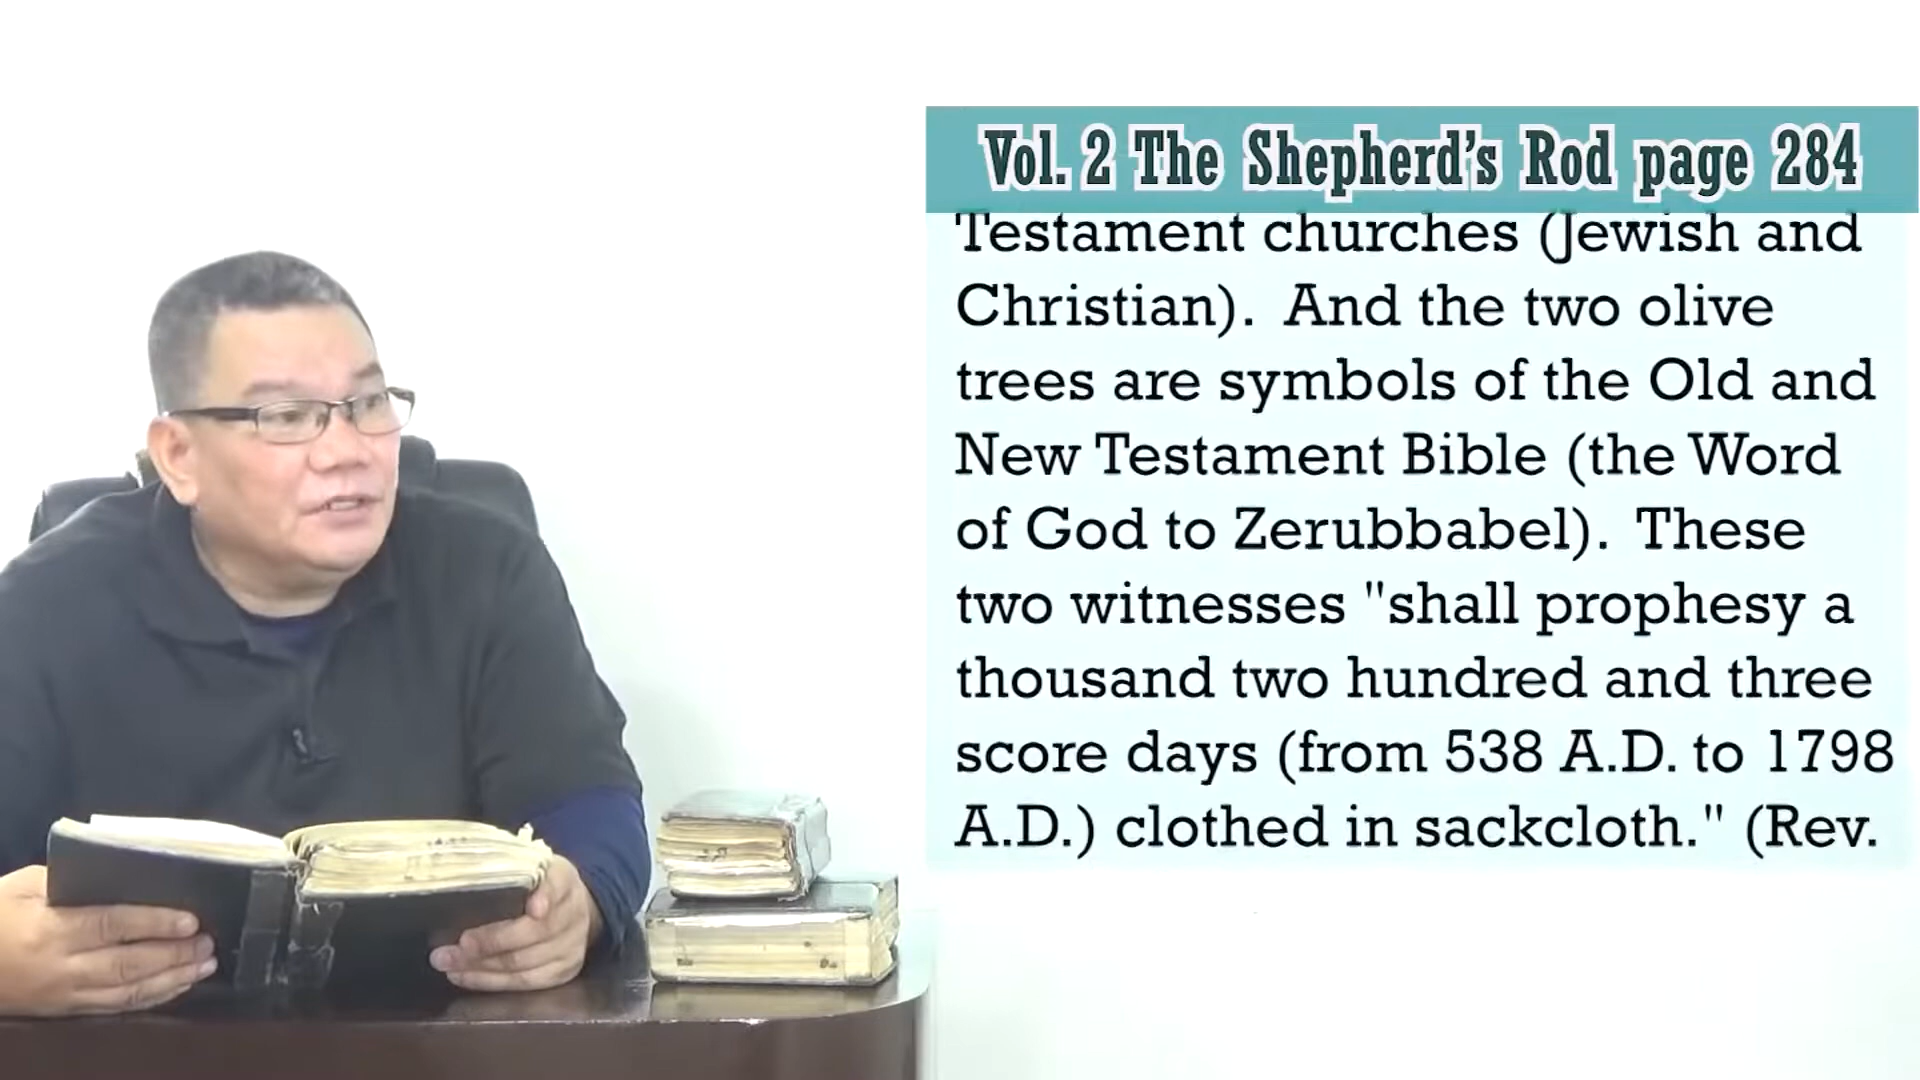 Vol. 2 The Shepherd's Rod page 284
Testament churches (Jewish and
Christian). And the two olive
trees are symbols of the Old and
New Testament Bible (the Word
of God to Zerubbabel). These
two witnesses "shall prophesy a
thousand two hundred and three
score days (from 538 A.D. to 1798
A.D.) clothed in sackcloth." (Rev.